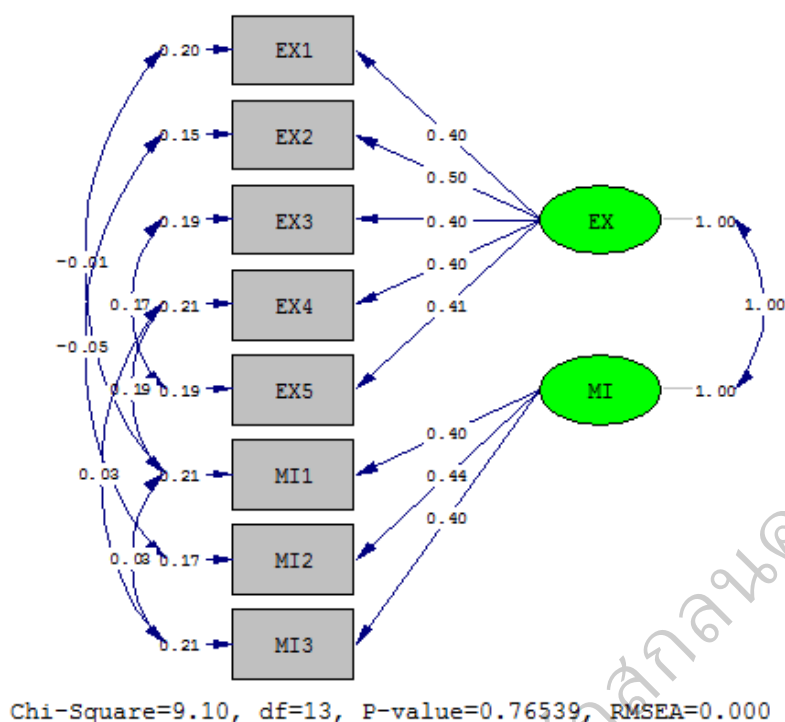 0.20 EX1
0.40
0.15 EX2
0.50
0.19 EX3 0.40 EX 1.00
-0.01
0.40
0.17 0.21 EX4 0.41 1.00
-0.05
0.19 0.19 EX5 MI 1.00
0.40
0.03 0.21 MI1 0.44
0.40
0.03 0.17 MI2
0.21 MI3
Chi-Square=9.10, df=13, P-value=0.76539, RMSEA=0.000